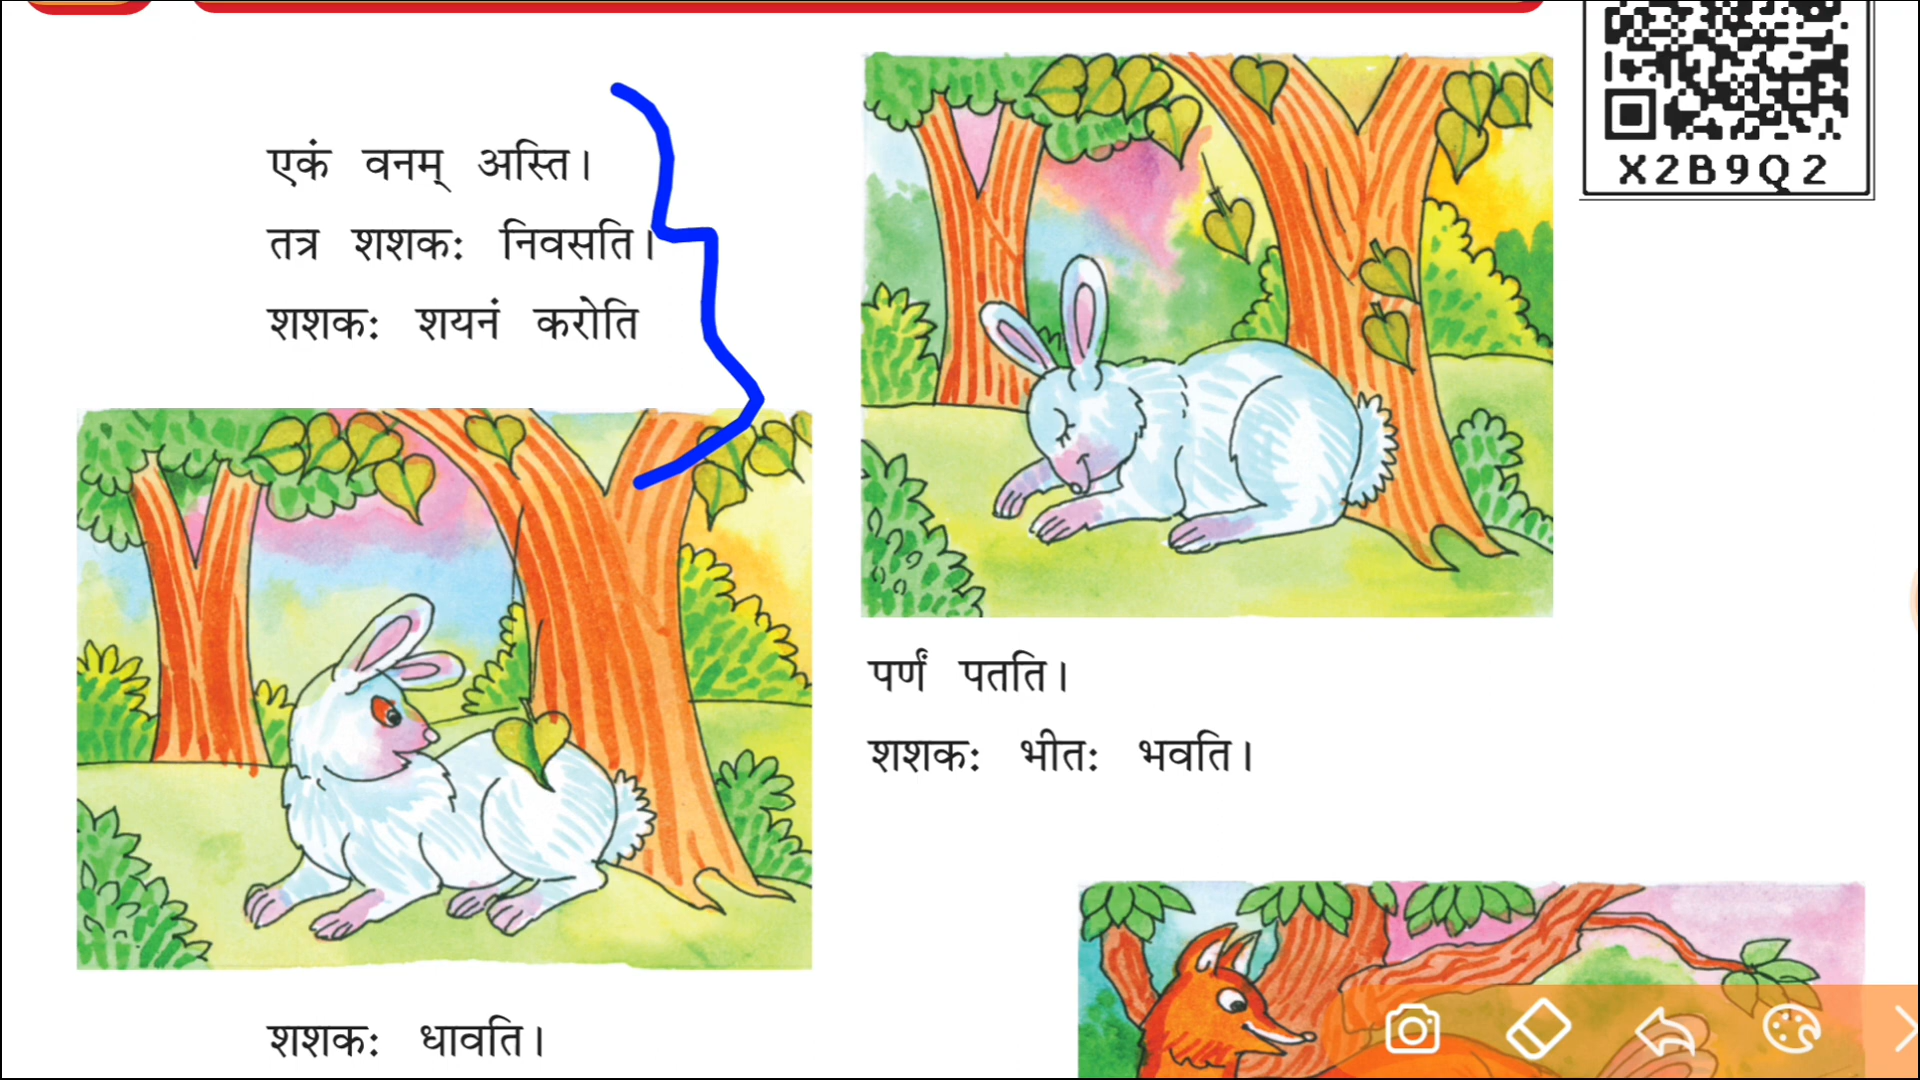 एकं वनम् अस्ति।
तत्र शशकः निवसति।
शशकः शयनं करोति
X2B9Q2
पर्णं पतति।
शशकः भीतः भवति।
शशकः धावति।